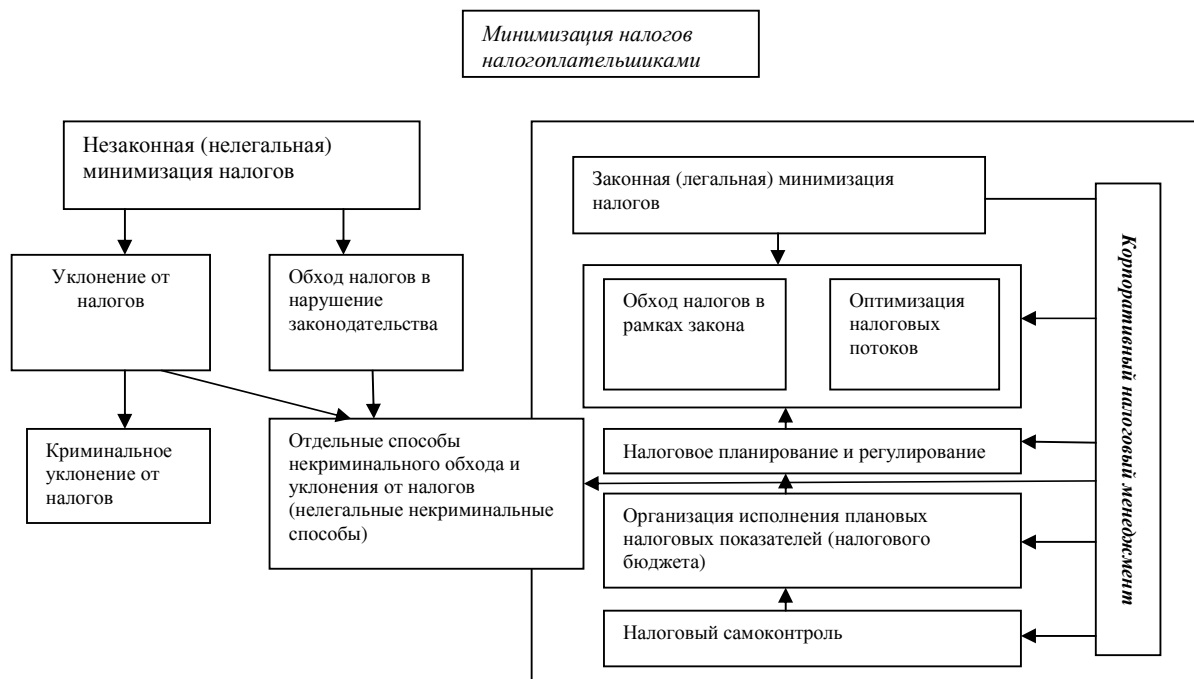 Минимизация налогов
налогоплательшиками
Незаконная (нелегальная)
минимизация налогов
Законная (легальная) минимизация
налогов
Уклонение от
налогов
Обход налогов в
нарушение
законодательства
Обход налогов в
рамках закона
Оптимизация
налоговых
потоков
Корпоративный налоговый менеджмент
Криминальное
уклонение от
налогов
Отдельные способы
некриминального обхода и
уклонения от налогов
(нелегальные некриминальные
способы)
Налоговое планирование и регулирование
Организация исполнения плановых
налоговых показателей (налогового
бюджета)
Налоговый самоконтроль